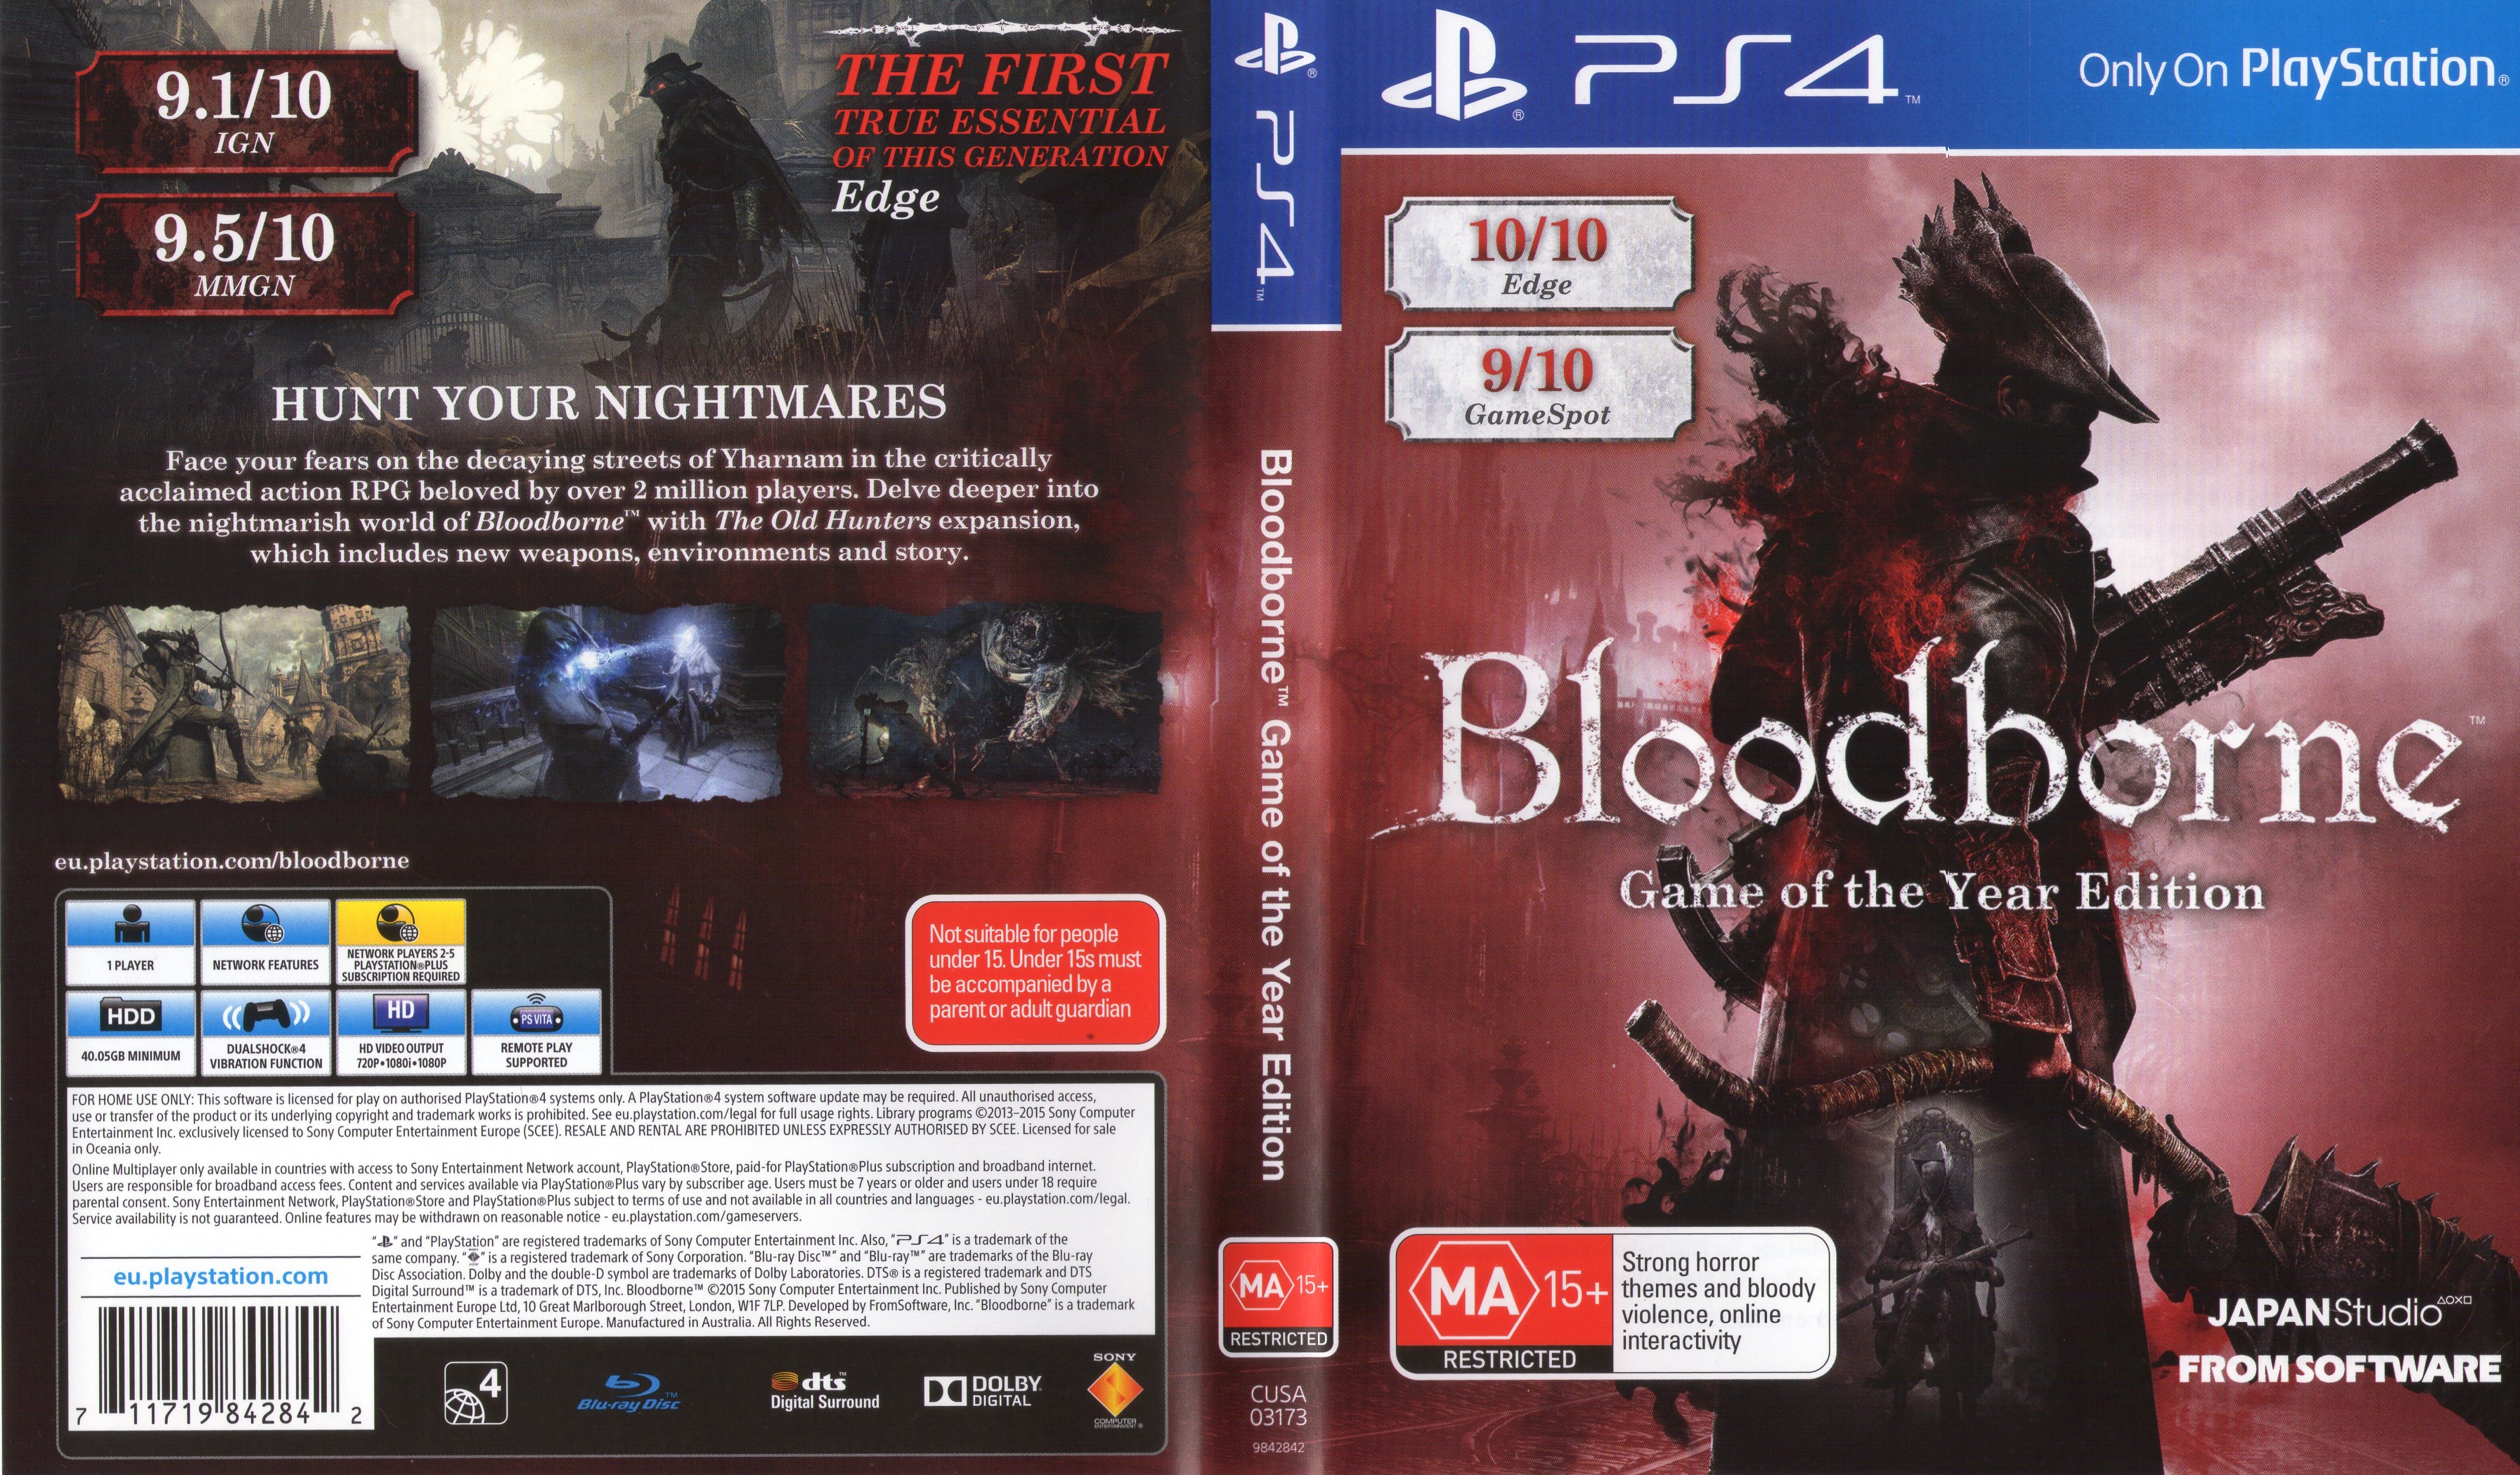 9.1/10
IGN
9.5/10
MMGN
THE FIRST
TRUE ESSENTIAL
OF THIS GENERATION
Edge
HUNT YOUR NIGHTMARES
Face your fears on the decaying streets of Yharnam in the critically
acclaimed action RPG beloved by over 2 million players. Delve deeper into
the nightmarish world of Bloodborne™ with The Old Hunters expansion,
which includes new weapons, environments and story.
eu.playstation.com/bloodborne
1 PLAYER
NETWORK FEATURES
NETWORK PLAYERS 2-5
PLAYSTATION®PLUS
SUBSCRIPTION REQUIRED
HDD
40.05GB MINIMUM
DUALSHOCK®4
VIBRATION FUNCTION
HD
HD VIDEO OUTPUT
720P•1080i•1080P
PS VITA
REMOTE PLAY
SUPPORTED
Not suitable for people
under 15. Under 15s must
be accompanied by a
parent or adult guardian
FOR HOME USE ONLY: This software is licensed for play on authorised PlayStation®4 systems only. A PlayStation®4 system software update may be required. All unauthorised access,
use or transfer of the product or its underlying copyright and trademark works is prohibited. See eu.playstation.com/legal for full usage rights. Library programs ©2013–2015 Sony Computer
Entertainment Inc. exclusively licensed to Sony Computer Entertainment Europe (SCEE). RESALE AND RENTAL ARE PROHIBITED UNLESS EXPRESSLY AUTHORISED BY SCEE. Licensed for sale
in Oceania only.
Online Multiplayer only available in countries with access to Sony Entertainment Network account, PlayStation®Store, paid-for PlayStation®Plus subscription and broadband internet.
Users are responsible for broadband access fees. Content and services available via PlayStation®Plus vary by subscriber age. Users must be 7 years or older and users under 18 require
parental consent. Sony Entertainment Network, PlayStation®Store and PlayStation®Plus subject to terms of use and not available in all countries and languages - eu.playstation.com/legal.
Service availability is not guaranteed. Online features may be withdrawn on reasonable notice - eu.playstation.com/gameservers.
" " and "PlayStation" are registered trademarks of Sony Computer Entertainment Inc. Also, "PS4" is a trademark of the
same company. " " is a registered trademark of Sony Corporation. "Blu-ray Disc™" and "Blu-ray™" are trademarks of the Blu-ray
Disc Association. Dolby and the double-D symbol are trademarks of Dolby Laboratories. DTS® is a registered trademark and DTS
Digital Surround™ is a trademark of DTS, Inc. Bloodborne™ ©2015 Sony Computer Entertainment Inc. Published by Sony Computer
Entertainment Europe Ltd, 10 Great Marlborough Street, London, W1F 7LP. Developed by FromSoftware, Inc. "Bloodborne" is a trademark
of Sony Computer Entertainment Europe. Manufactured in Australia. All Rights Reserved.
eu.playstation.com
7 11719 84284 2
4
Blu-ray Disc™
dts™
Digital Surround
DOLBY®
DIGITAL
SONY
COMPUTER
ENTERTAINMENT®
PS4™
Bloodborne™ Game of the Year Edition
MA 15+
RESTRICTED
CUSA
03173
9842842
PS4™
Only On PlayStation®
10/10
Edge
9/10
GameSpot
Bloodborne™
Game of the Year Edition
MA 15+
RESTRICTED
Strong horror
themes and bloody
violence, online
interactivity
JAPANStudio
FROM SOFTWARE